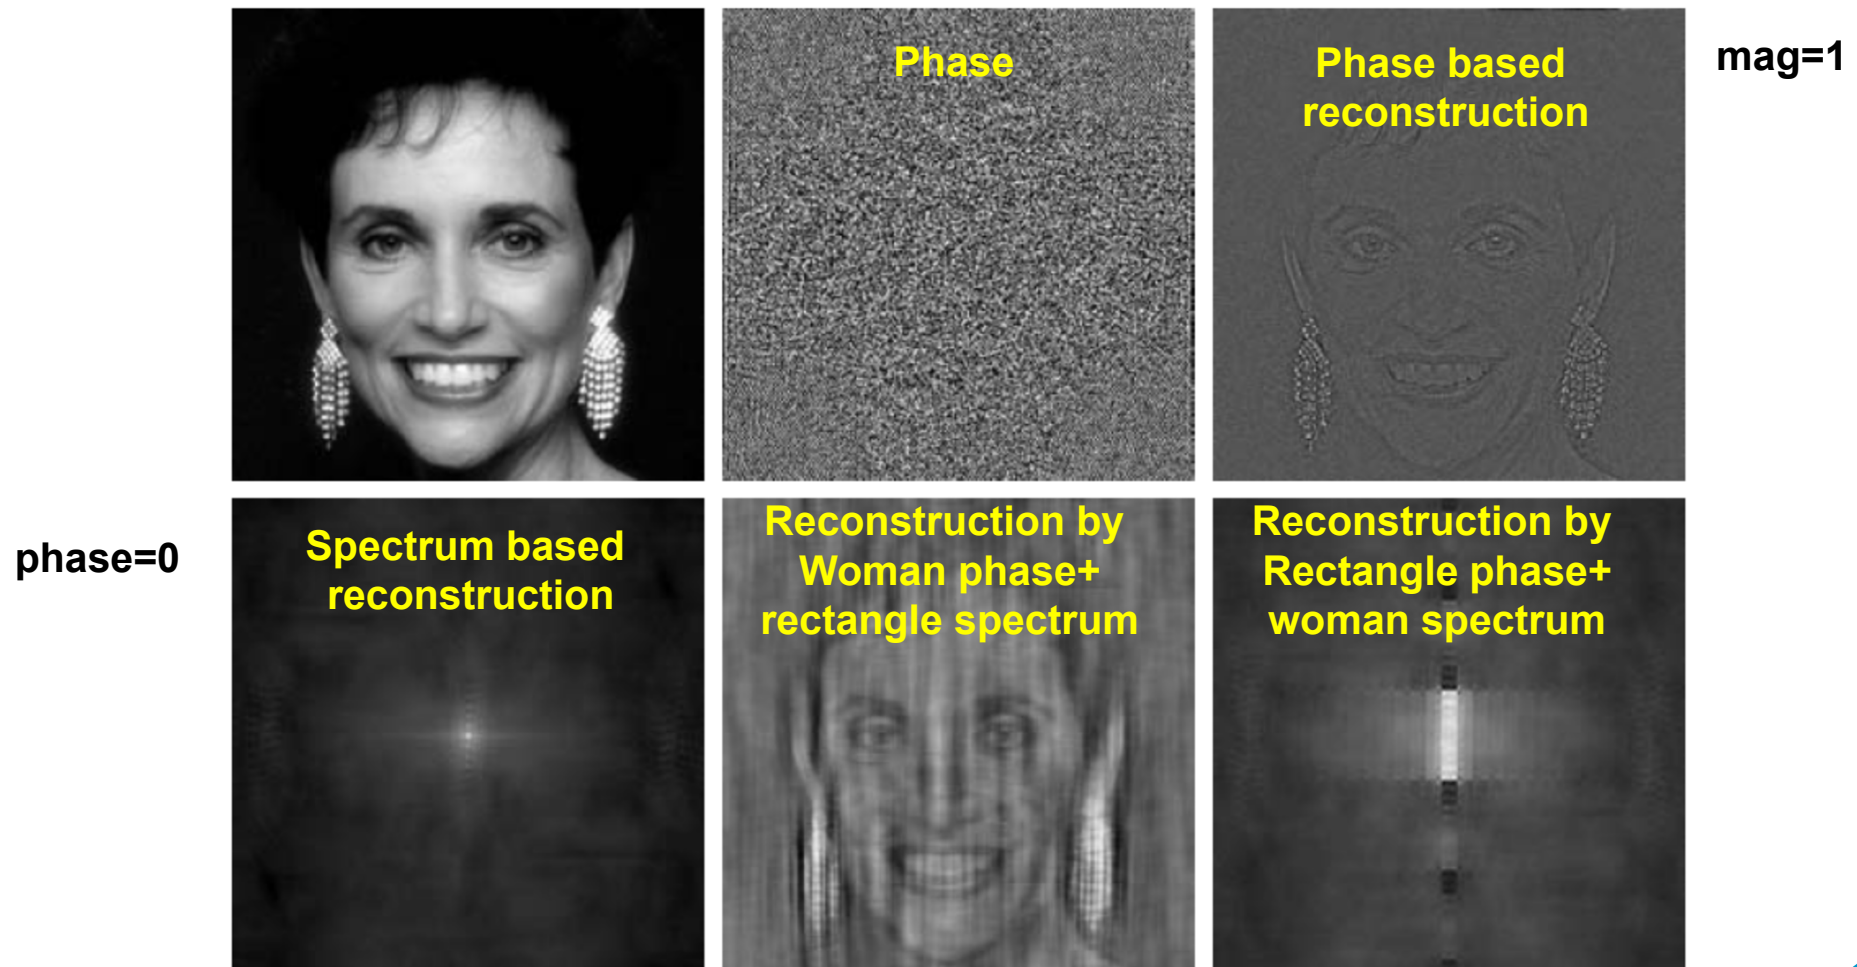 Phase
Phase based
reconstruction
mag=1
phase=0
Spectrum based
reconstruction
Reconstruction by
Woman phase+
rectangle spectrum
Reconstruction by
Rectangle phase+
woman spectrum